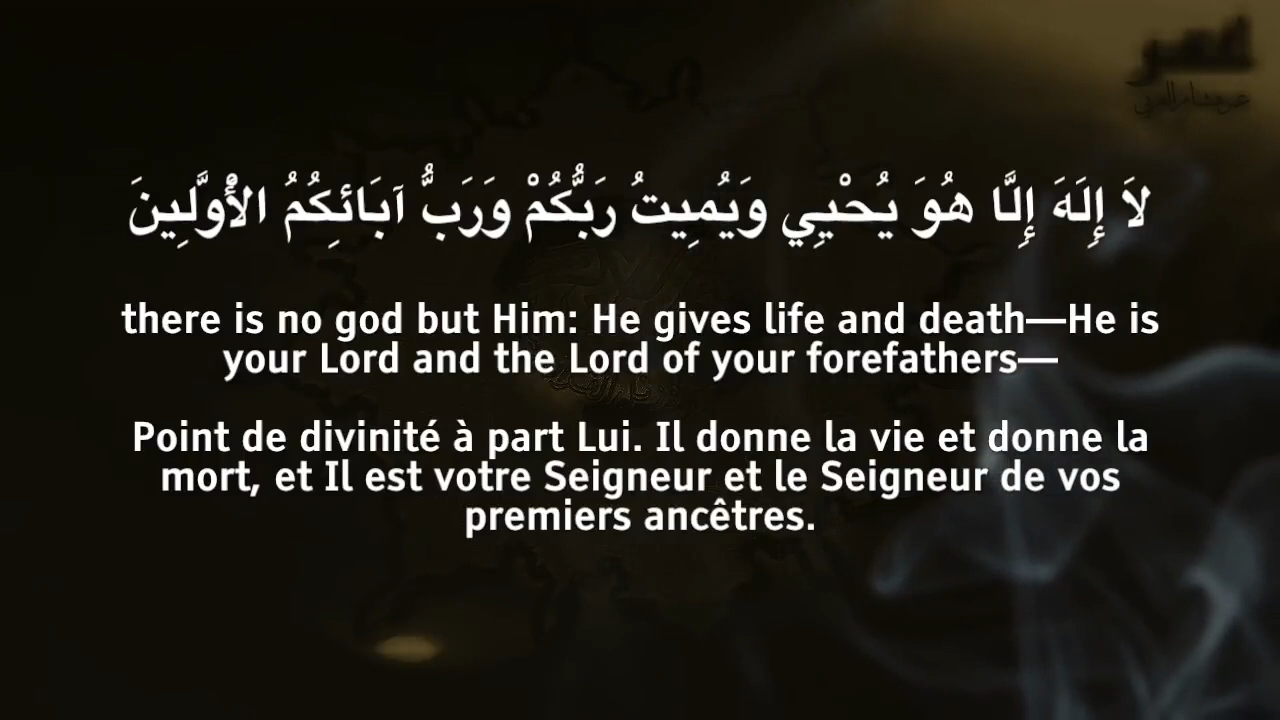 لاَ إِلَهَ إِلَّا هُوَ يُحْيِي وَيُمِيتُ رَبُّكُمْ وَرَبُّ آبَائِكُمُ الأَوَّلِينَ
there is no god but Him: He gives life and death—He is
your Lord and the Lord of your forefathers—
Point de divinité à part Lui. Il donne la vie et donne la
mort, et Il est votre Seigneur et le Seigneur de vos
premiers ancêtres.